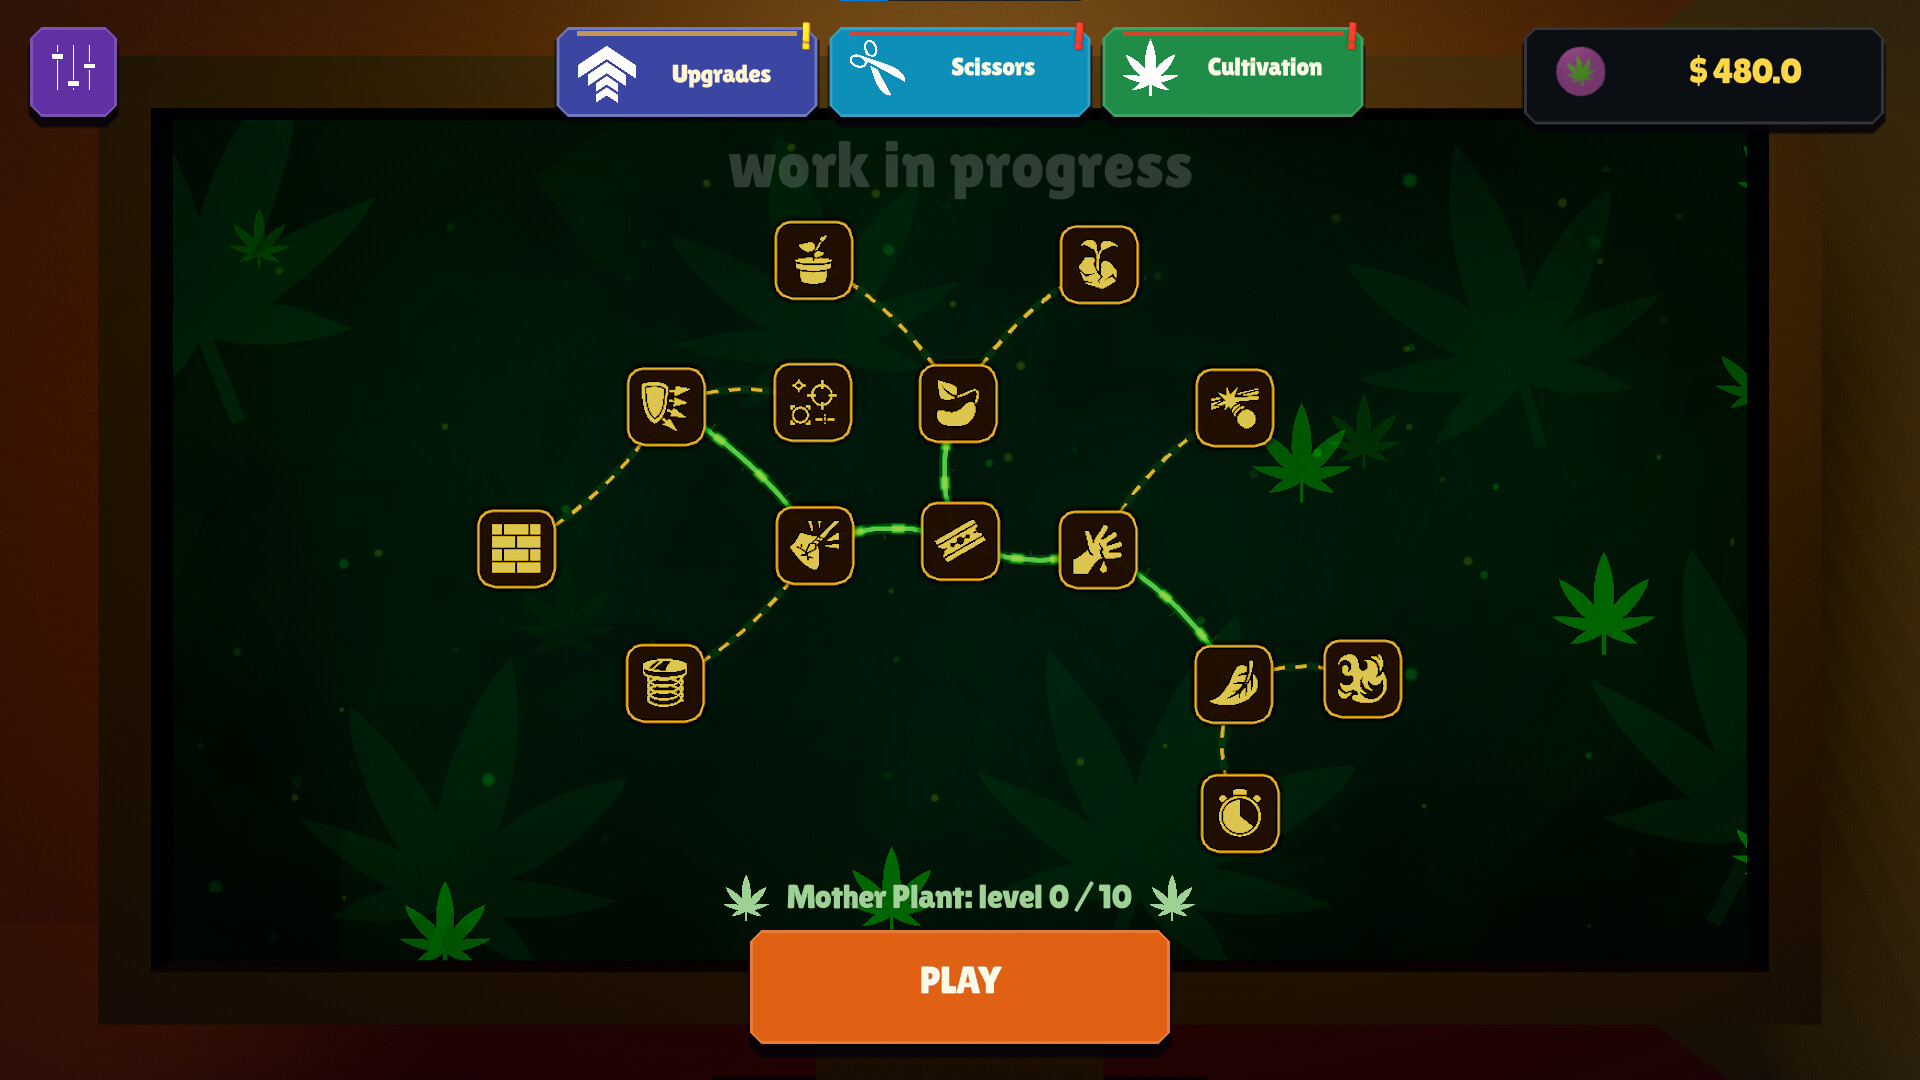 Upgrades
!
Scissors
!
Cultivation
!
$ 480.0
work in progress
Mother Plant: level 0 / 10
PLAY